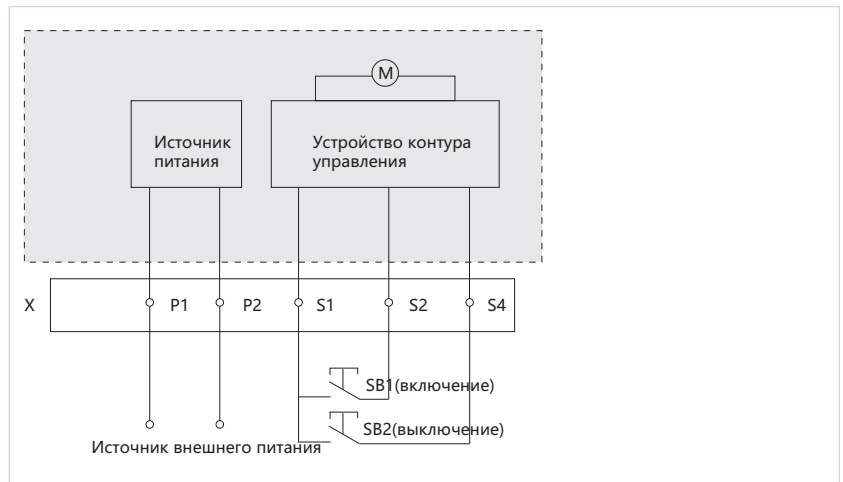 M
Источник
питания
Устройство контура
управления
X P1 P2 S1 S2 S4
SB1(включение)
SB2(выключение)
Источник внешнего питания